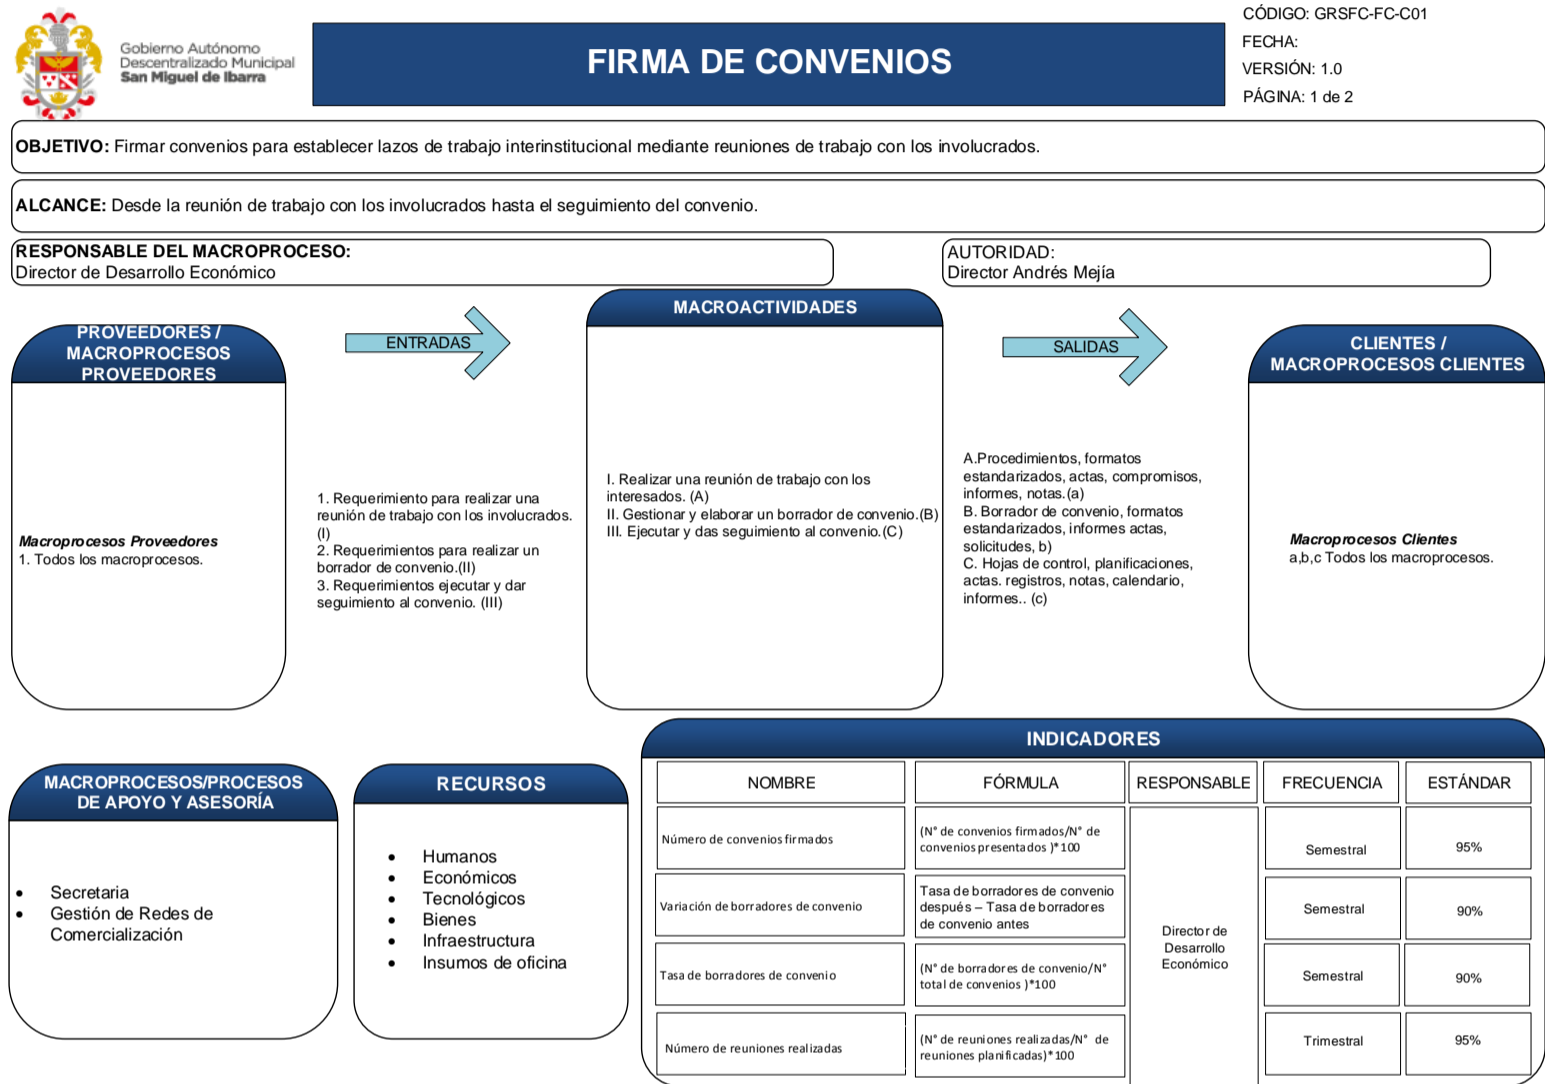 Gobierno Autónomo
Descentralizado Municipal
San Miguel de Ibarra
FIRMA DE CONVENIOS
CÓDIGO: GRSFC-FC-C01
FECHA:
VERSIÓN: 1.0
PÁGINA: 1 de 2
OBJETIVO: Firmar convenios para establecer lazos de trabajo interinstitucional mediante reuniones de trabajo con los involucrados.
ALCANCE: Desde la reunión de trabajo con los involucrados hasta el seguimiento del convenio.
RESPONSABLE DEL MACROPROCESO:
Director de Desarrollo Económico
AUTORIDAD:
Director Andrés Mejía
PROVEEDORES /
MACROPROCESOS
PROVEEDORES
Macroprocesos Proveedores
1. Todos los macroprocesos.
ENTRADAS
1. Requerimiento para realizar una
reunión de trabajo con los involucrados.
(I)
2. Requerimientos para realizar un
borrador de convenio.(II)
3. Requerimientos ejecutar y dar
seguimiento al convenio. (III)
MACROACTIVIDADES
I. Realizar una reunión de trabajo con los
interesados. (A)
II. Gestionar y elaborar un borrador de convenio.(B)
III. Ejecutar y das seguimiento al convenio.(C)
SALIDAS
A.Procedimientos, formatos
estandarizados, actas, compromisos,
informes, notas.(a)
B. Borrador de convenio, formatos
estandarizados, informes actas,
solicitudes, b)
C. Hojas de control, planificaciones,
actas. registros, notas, calendario,
informes.. (c)
CLIENTES /
MACROPROCESOS CLIENTES
Macroprocesos Clientes
a,b,c Todos los macroprocesos.
MACROPROCESOS/PROCESOS
DE APOYO Y ASESORÍA
• Secretaria
• Gestión de Redes de
Comercialización
RECURSOS
• Humanos
• Económicos
• Tecnológicos
• Bienes
• Infraestructura
• Insumos de oficina
INDICADORES
NOMBRE FÓRMULA RESPONSABLE FRECUENCIA ESTÁNDAR
Número de convenios firmados
(N° de convenios firmados/N° de
convenios presentados )*100
Semestral
95%
Variación de borradores de convenio
Tasa de borradores de convenio
después – Tasa de borradores
de convenio antes
Semestral
90%
Director de
Desarrollo
Económico
Tasa de borradores de convenio
(N° de borradores de convenio/N°
total de convenios )*100
Semestral
90%
Número de reuniones realizadas
(N° de reuniones realizadas/N° de
reuniones planificadas)*100
Trimestral
95%